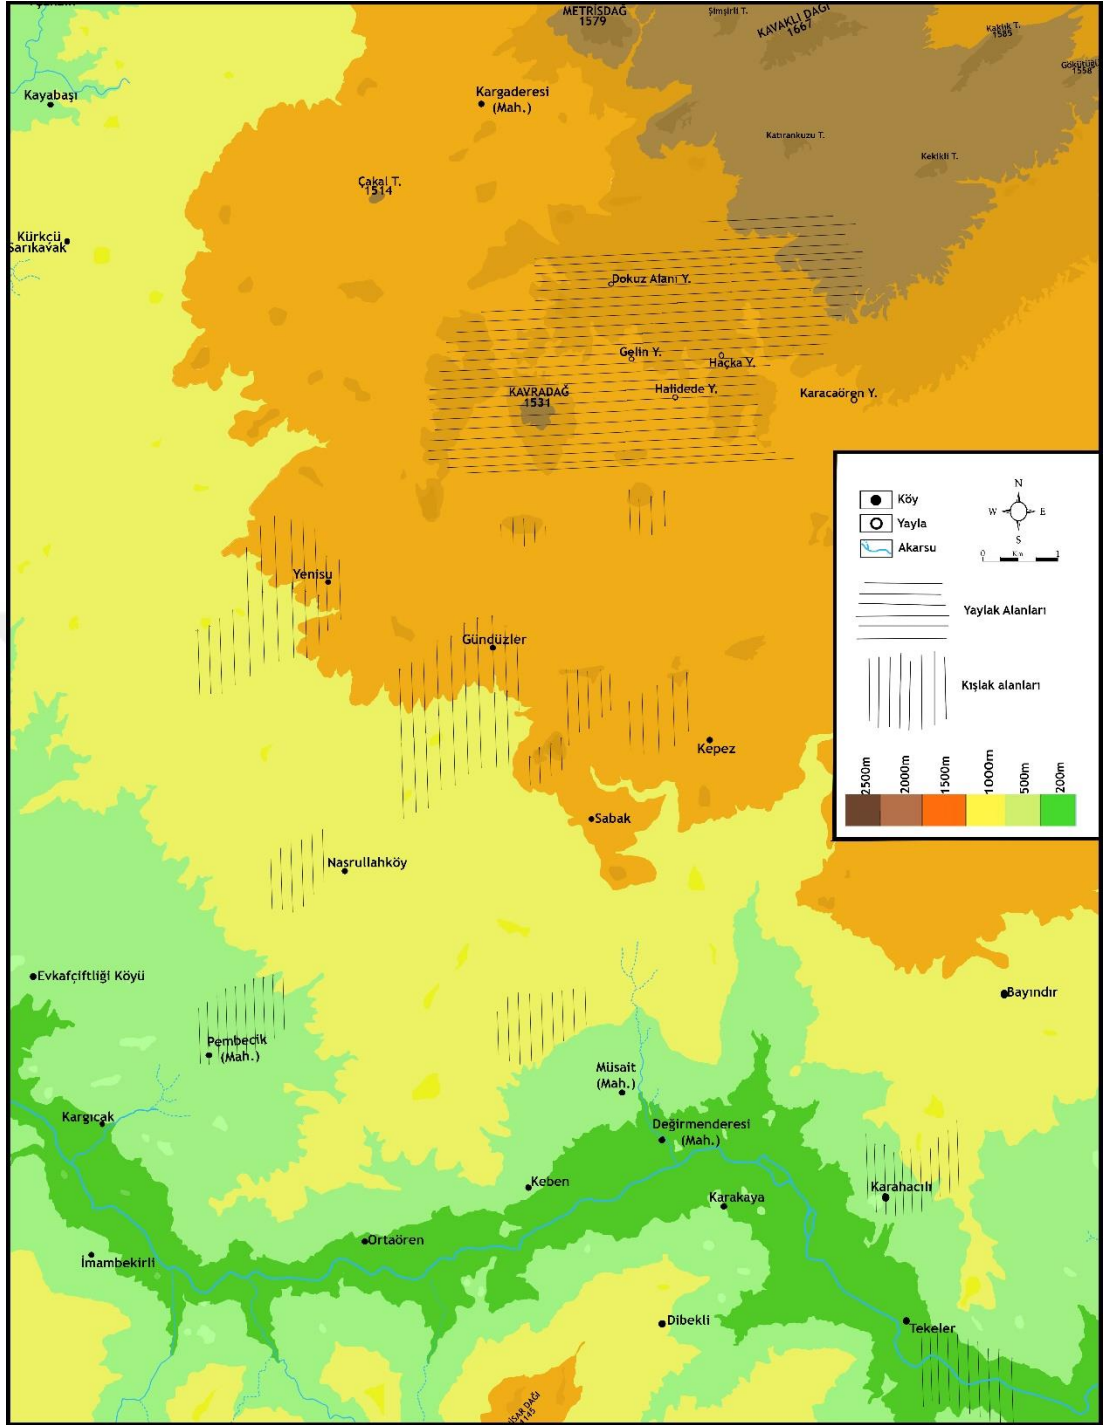 METRİSDAĞ
1579
Şimşirli T.
KAVAKLI DAĞI
1667
Kaklık T.
1585
1558
Kayabaşı
Kargaderesi
(Mah.)
Katırankuzu T.
Kekikli T.
Çakal T.
1514
Kürkcü
Sarıkavak
Dokuz Alanı Y.
Gelin Y.
Haçka Y.
KAVRADAĞ
1531
Halidede Y.
Karacaören Y.
Köy
Yayla
Akarsu
N
W
E
S
0
Km
1
Yaylak Alanları
Kışlak alanları
2500m
2000m
1500m
1000m
500m
200m
Yenisu
Gündüzler
Kepez
Sabak
Nasrullahköy
Evkafçiftliği Köyü
Bayındır
Pembecik
(Mah.)
Müsait
(Mah.)
Kargıcak
Değirmenderesi
(Mah.)
Keben
Karahacılı
Karakaya
Ortaören
İmambekirli
Dibekli
Tekeler
1145